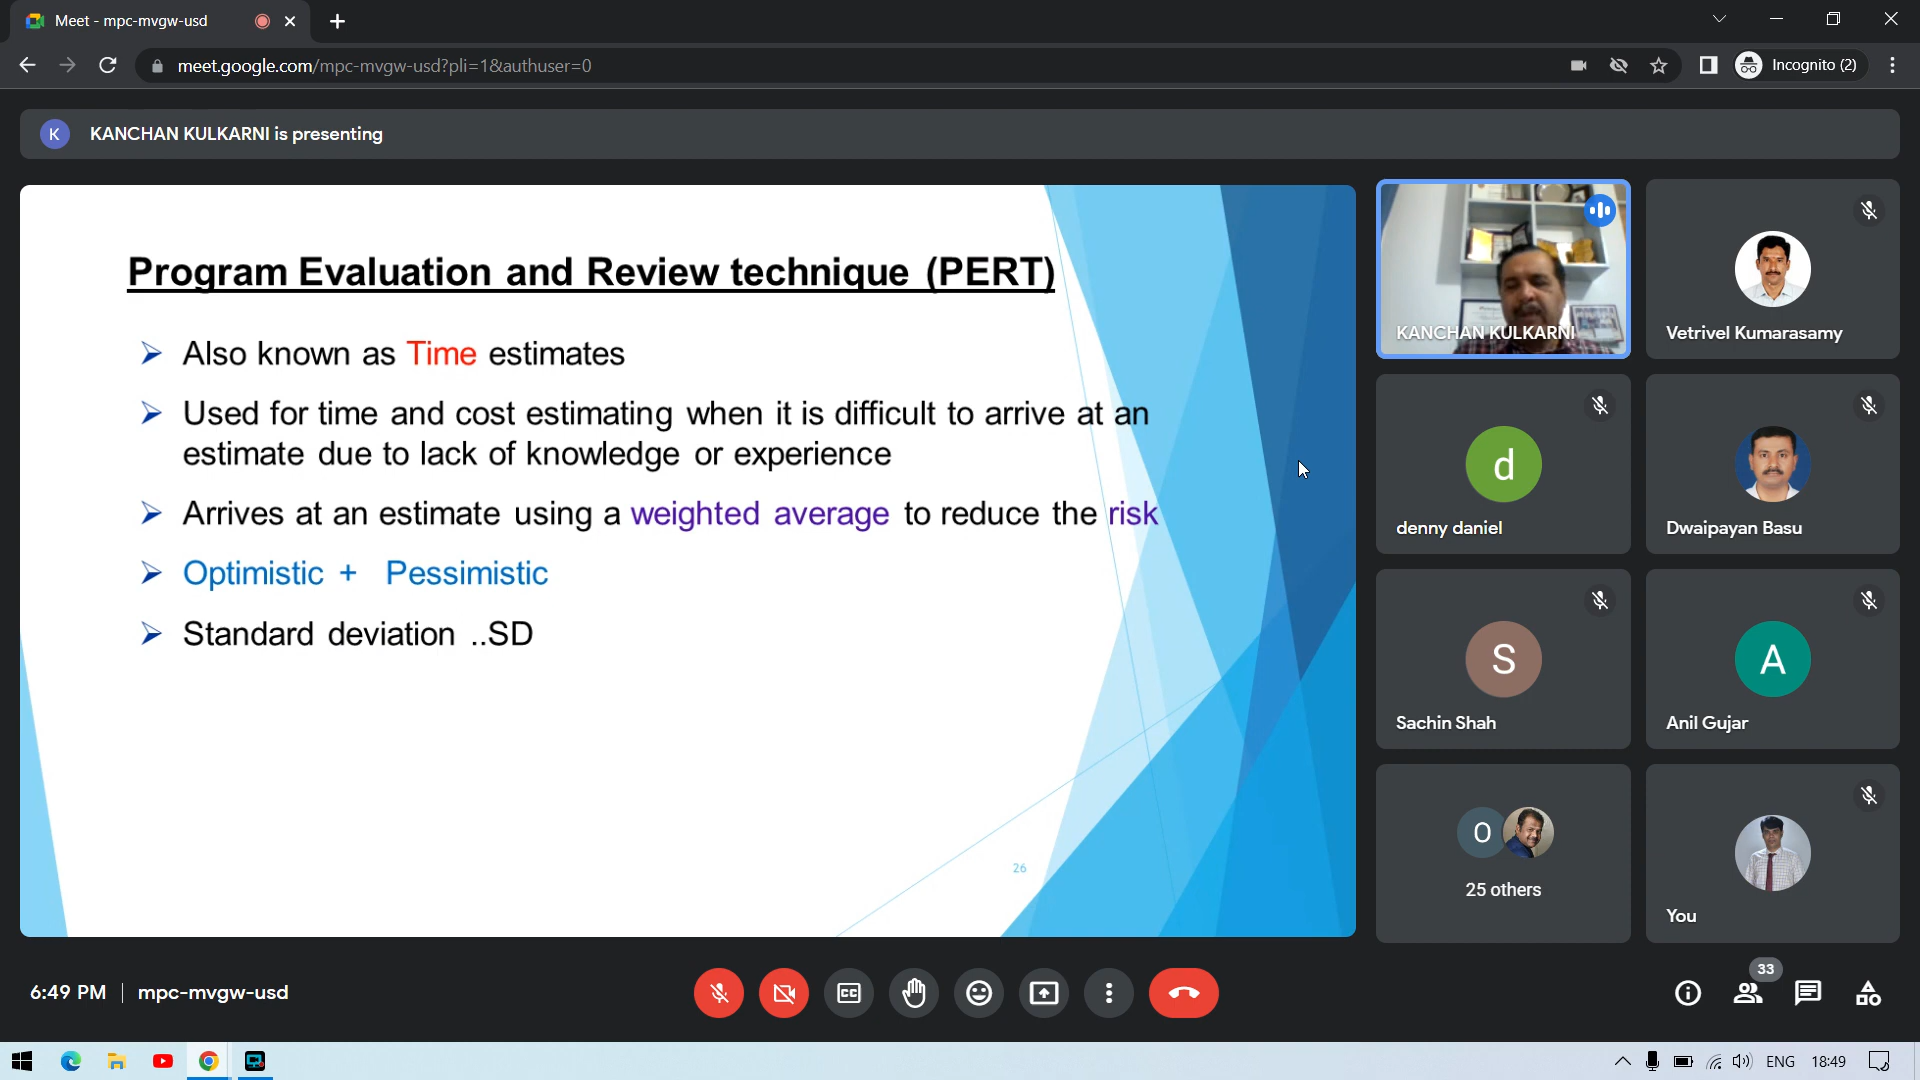 Meet - mpc-mvgw-usd
meet.google.com/mpc-mvgw-usd?pli=1&authuser=0
Incognito (2)
K
KANCHAN KULKARNI is presenting
Program Evaluation and Review technique (PERT)
Also known as Time estimates
Used for time and cost estimating when it is difficult to arrive at an
estimate due to lack of knowledge or experience
Arrives at an estimate using a weighted average to reduce the risk
Optimistic + Pessimistic
Standard deviation ..SD
26
KANCHAN KULKARNI
Vetrivel Kumarasamy
d
denny daniel
Dwaipayan Basu
S
Sachin Shah
A
Anil Gujar
O
25 others
You
6:49 PM | mpc-mvgw-usd
CC
33
ENG
18:49